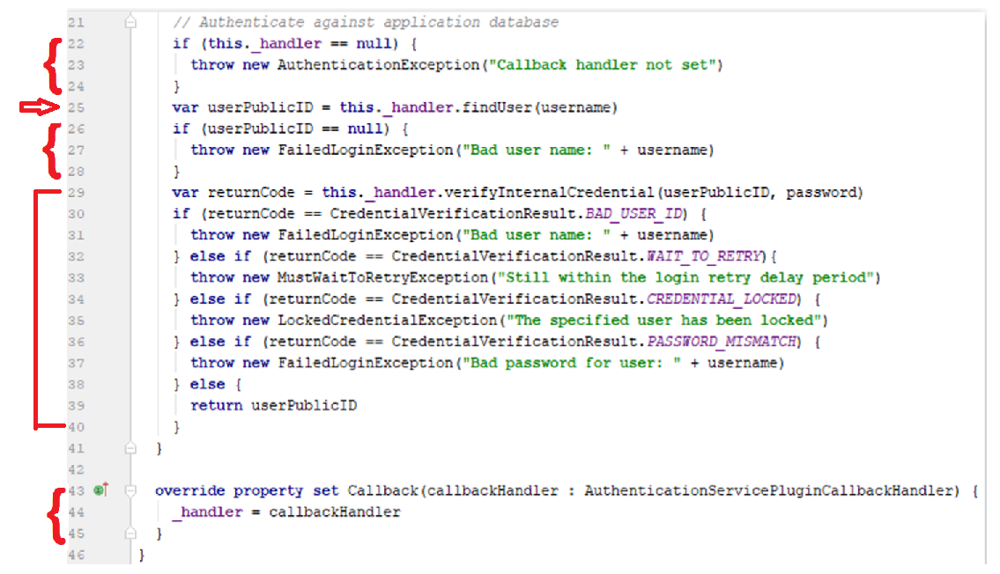 21 // Authenticate against application database
22 if (this._handler == null) {
23 throw new AuthenticationException("Callback handler not set")
24 }
25 var userPublicID = this._handler.findUser(username)
26 if (userPublicID == null) {
27 throw new FailedLoginException("Bad user name: " + username)
28 }
29 var returnCode = this._handler.verifyInternalCredential(userPublicID, password)
30 if (returnCode == CredentialVerificationResult.BAD_USER_ID) {
31 throw new FailedLoginException("Bad user name: " + username)
32 } else if (returnCode == CredentialVerificationResult.WAIT_TO_RETRY){
33 throw new MustWaitToRetryException("Still within the login retry delay period")
34 } else if (returnCode == CredentialVerificationResult.CREDENTIAL_LOCKED) {
35 throw new LockedCredentialException("The specified user has been locked")
36 } else if (returnCode == CredentialVerificationResult.PASSWORD_MISMATCH) {
37 throw new FailedLoginException("Bad password for user: " + username)
38 } else {
39 return userPublicID
40 }
41 }
42
43 override property set Callback(callbackHandler : AuthenticationServicePluginCallbackHandler) {
44 _handler = callbackHandler
45 }
46 }